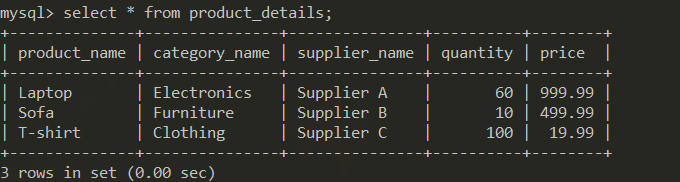 mysql> select * from product_details;
+--------------+---------------+---------------+----------+--------+
| product_name | category_name | supplier_name | quantity | price  |
+--------------+---------------+---------------+----------+--------+
| Laptop       | Electronics   | Supplier A    |       60 | 999.99 |
| Sofa         | Furniture     | Supplier B    |       10 | 499.99 |
| T-shirt      | Clothing      | Supplier C    |      100 |  19.99 |
+--------------+---------------+---------------+----------+--------+
3 rows in set (0.00 sec)